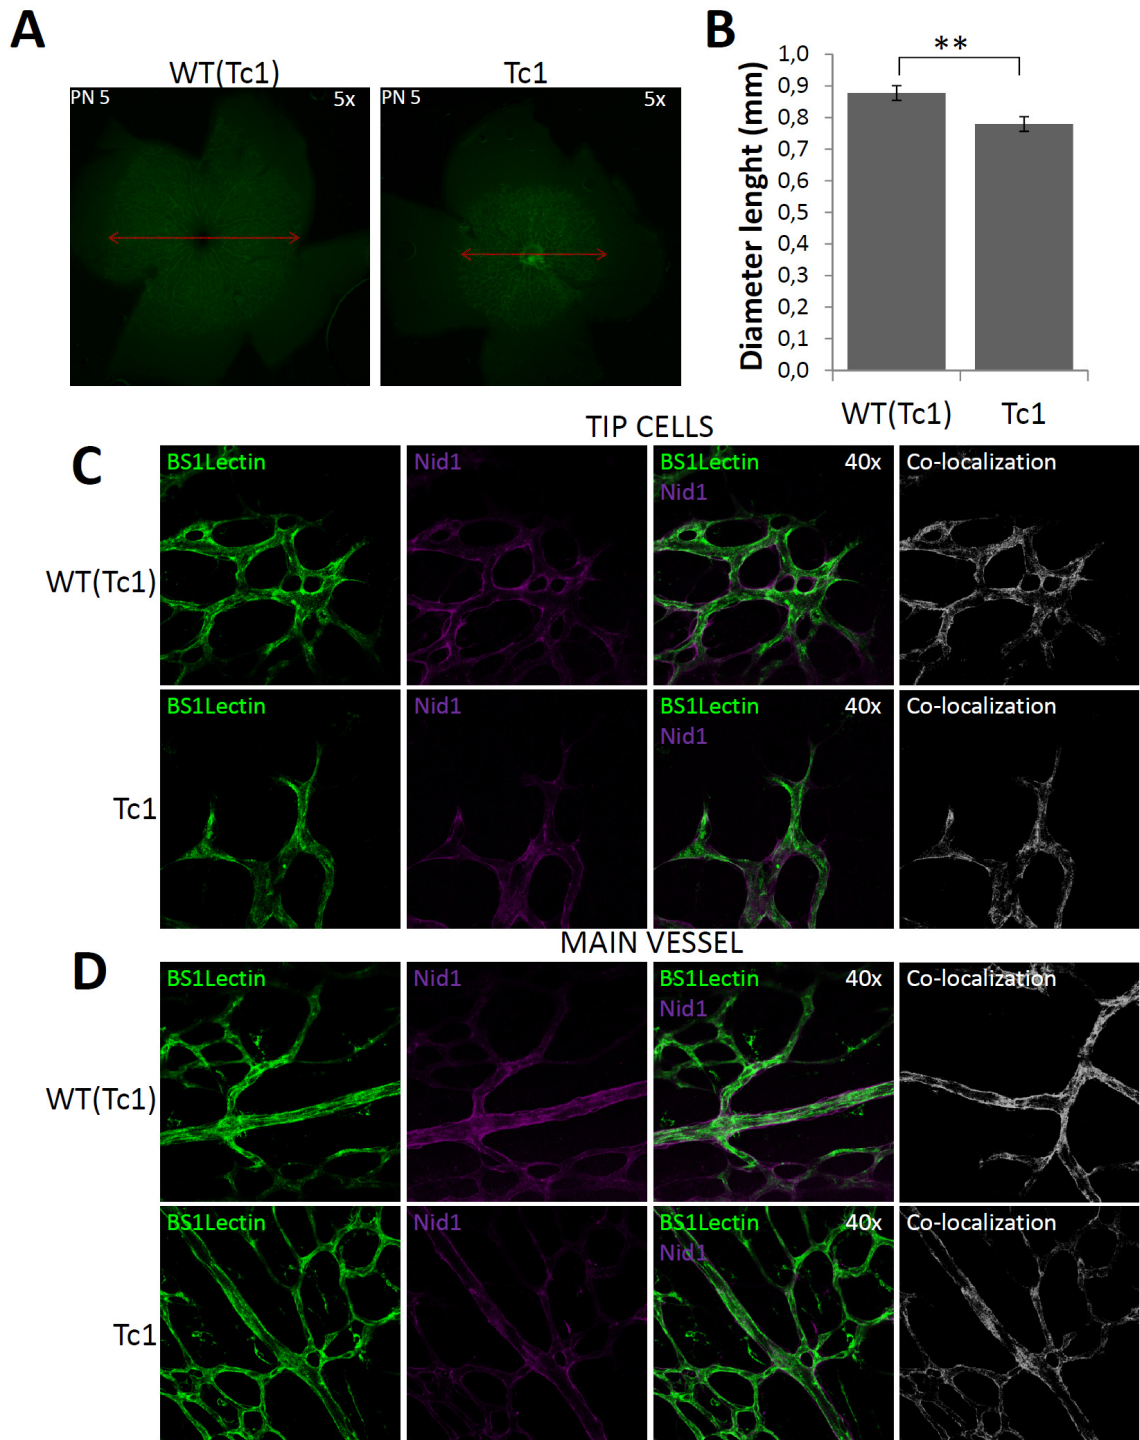 A
WT(Tc1)
Tc1
PN 5
5x
PN 5
5x
B
**
Diameter lenght (mm)
1,0
0,9
0,8
0,7
0,6
0,5
0,4
0,3
0,2
0,1
0,0
WT(Tc1)
Tc1
TIP CELLS
C
BS1Lectin
Nid1
BS1Lectin
40x
Nid1
Co-localization
WT(Tc1)
BS1Lectin
Nid1
BS1Lectin
40x
Nid1
Co-localization
Tc1
MAIN VESSEL
D
BS1Lectin
Nid1
BS1Lectin
40x
Nid1
Co-localization
WT(Tc1)
BS1Lectin
Nid1
BS1Lectin
40x
Nid1
Co-localization
Tc1